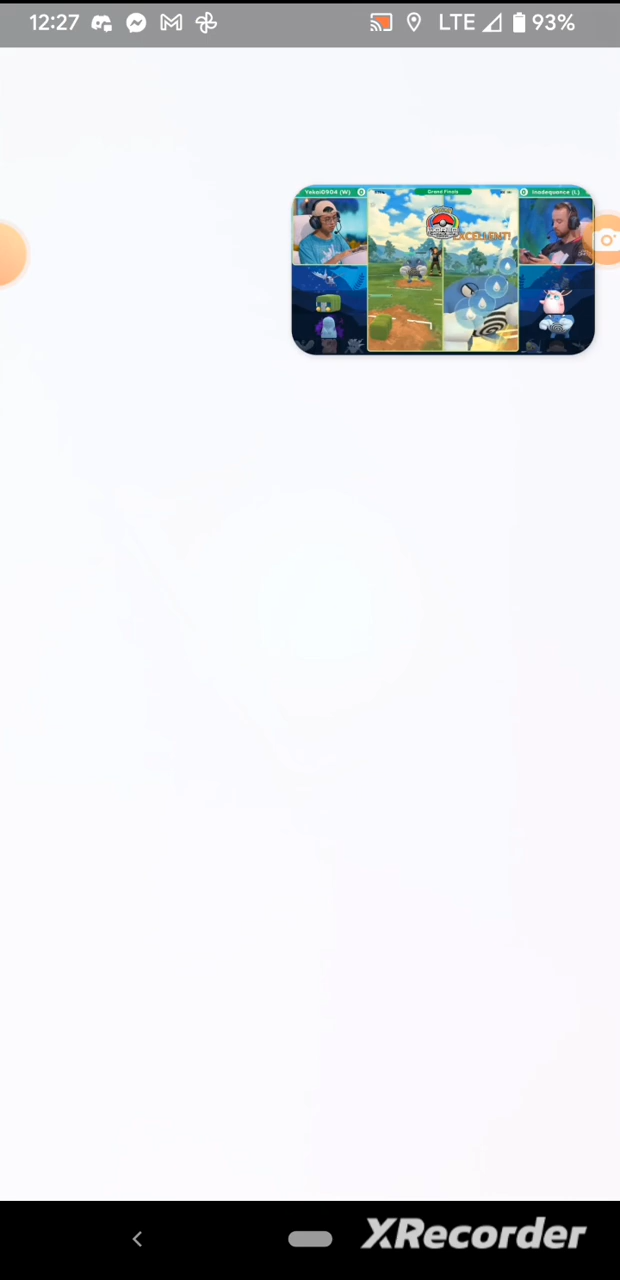 12:27 LTE 93%
Yekai0904 (W) Grand Finals Inadequance (L)
EXCELLENT!
XRecorder